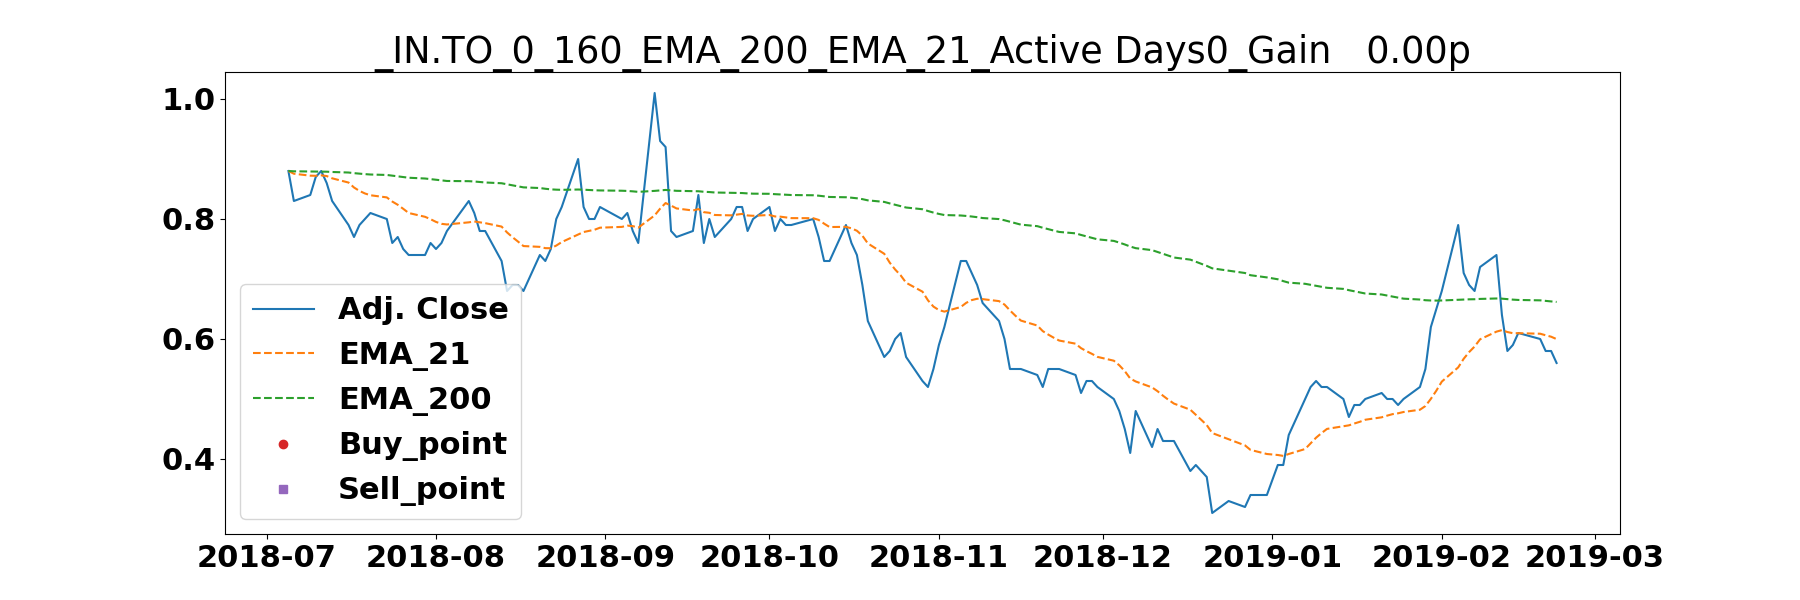 _IN.TO_0_160_EMA_200_EMA_21_Active Days0_Gain   0.00p
1.0
0.8
0.6
0.4
Adj. Close
EMA_21
EMA_200
Buy_point
Sell_point
2018-07 2018-08 2018-09 2018-10 2018-11 2018-12 2019-01 2019-02 2019-03